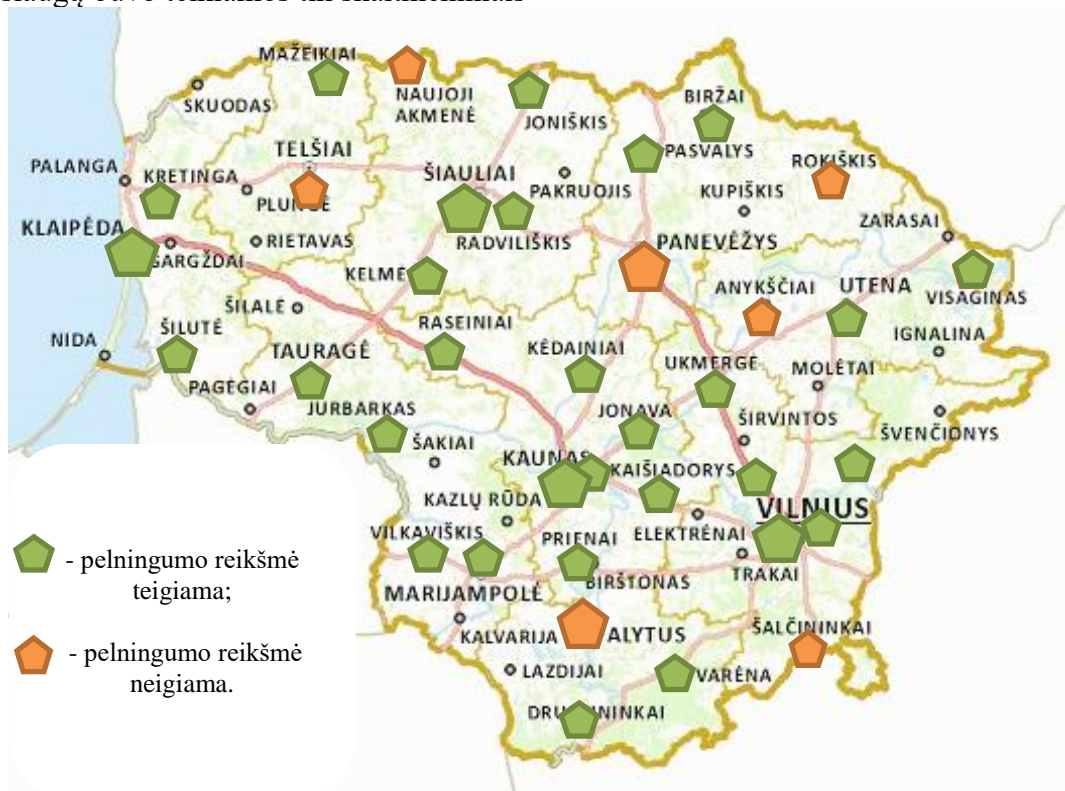 MAŽEIKIAI
SKUODAS
NAUJOJI
AKMENĖ
JONIŠKIS
BIRŽAI
PASVALYS
ROKIŠKIS
TELŠIAI
PALANGA
KRETINGA
ŠIAULIAI
PAKRUOJIS
KUPIŠKIS
ZARASAI
KLAIPĖDA
RIETAVAS
RADVILIŠKIS
PANEVĖŽYS
GARGŽDAI
KELMĖ
ANYKŠČIAI
UTENA
VISAGINAS
ŠILALĖ
ŠILUTĖ
RASEINIAI
IGNALINA
NIDA
TAURAGĖ
KĖDAINIAI
UKMERGĖ
MOLĖTAI
PAGĖGIAI
JURBARKAS
JONAVA
ŠIRVINTOS
ŠVENČIONYS
ŠAKIAI
KAUNAS
KAIŠIADORYS
KAZLŲ RŪDA
VILNIUS
VILKAVIŠKIS
PRIENAI
ELEKTRĖNAI
BIRŠTONAS
TRAKAI
MARIJAMPOLĖ
KALVARIJA
ALYTUS
ŠALČININKAI
LAZDIJAI
VARĖNA
- pelningumo reikšmė
teigiama;
- pelningumo reikšmė
neigiama.